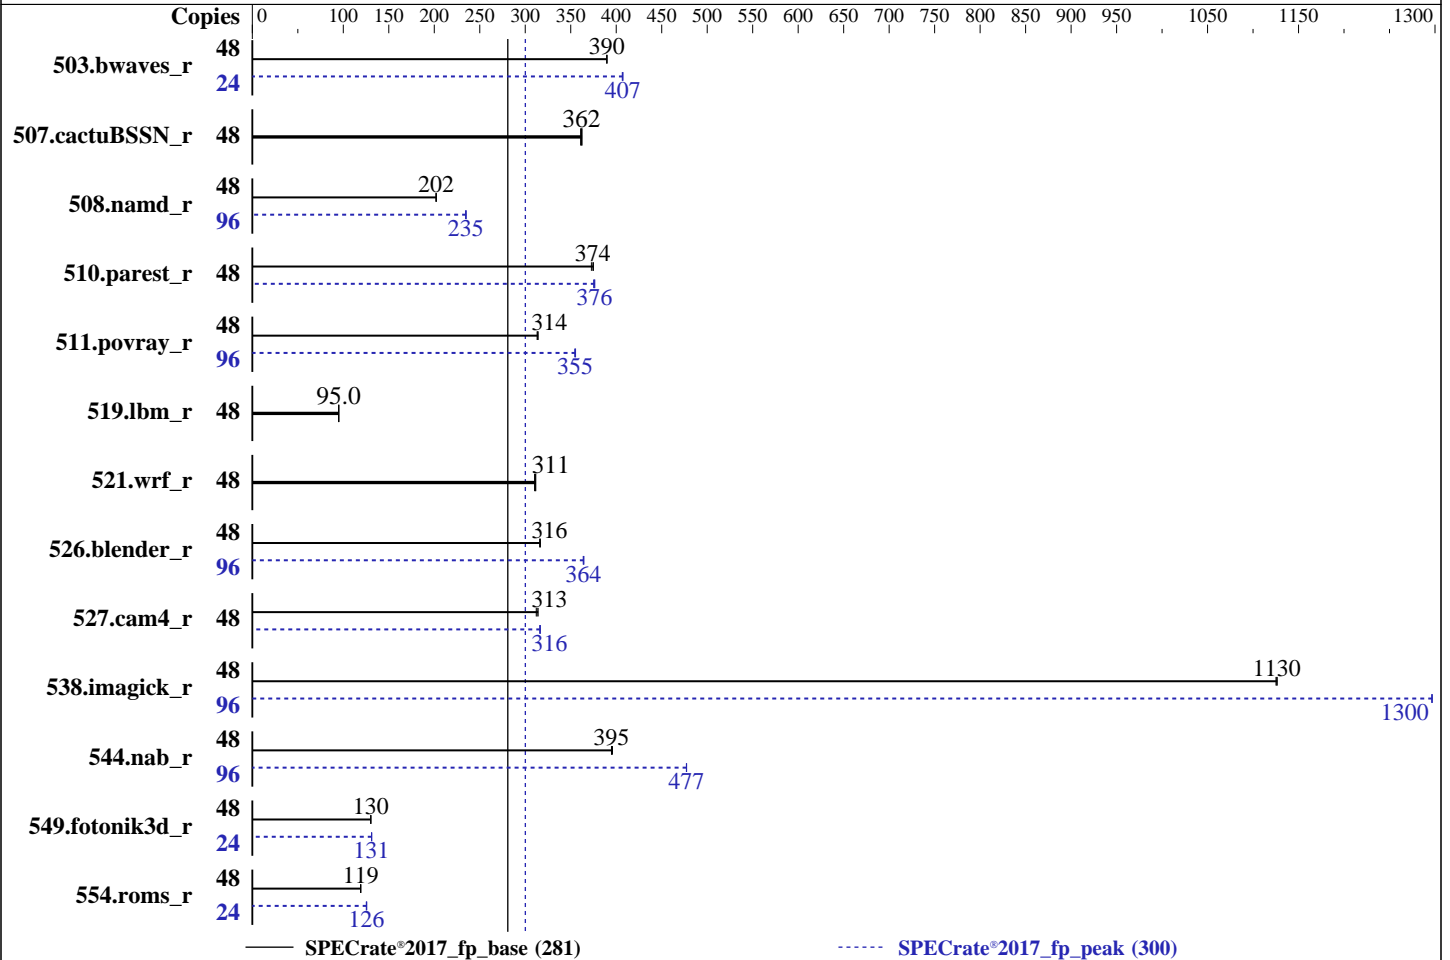 Copies 0 100 150 200 250 300 350 400 450 500 550 600 650 700 750 800 850 900 950 1050 1150 1300
503.bwaves_r 48 390
24 407
507.cactuBSSN_r 48 362
508.namd_r 48 202
96 235
510.parest_r 48 374
376
511.povray_r 48 314
96 355
519.lbm_r 48 95.0
521.wrf_r 48 311
526.blender_r 48 316
96 364
527.cam4_r 48 313
316
538.imagick_r 48 1130
96 1300
544.nab_r 48 395
96 477
549.fotonik3d_r 48 130
24 131
554.roms_r 48 119
24 126
SPECrate®2017_fp_base (281) SPECrate®2017_fp_peak (300)